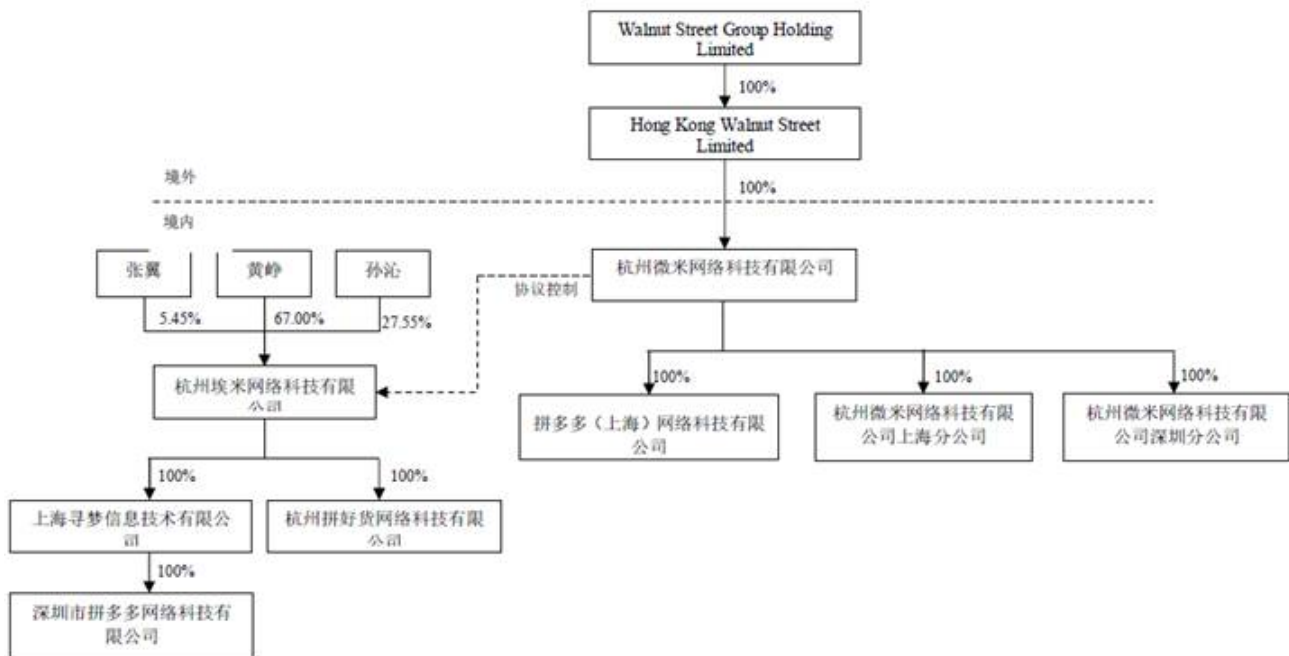 Walnut Street Group Holding
Limited
100%
Hong Kong Walnut Street
Limited
境外
100%
境内
张翼
黄峥
孙沁
杭州微米网络科技有限公司
协议控制
5.45%
67.00%
27.55%
杭州埃米网络科技有限
公司
100%
100%
100%
拼多多（上海）网络科技有限
公司
杭州微米网络科技有限
公司上海分公司
杭州微米网络科技有限
公司深圳分公司
100%
100%
上海寻梦信息技术有限公
司
杭州拼好货网络科技有限
公司
100%
深圳市拼多多网络科技有
限公司